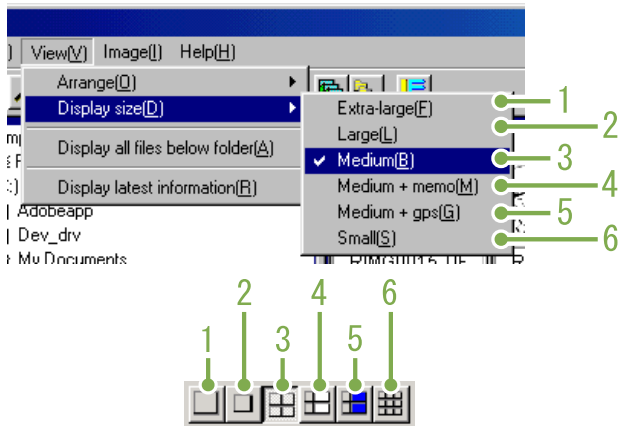 View(V) Image(I) Help(H)
Arrange(O)
Display size(D)
Display all files below folder(A)
Display latest information(R)
Extra-large(F)
Large(L)
Medium(B)
Medium + memo(M)
Medium + gps(G)
Small(S)
1
2
3
4
5
6
Adobeapp
Dev_drv
My Documents
1
2
3
4
5
6